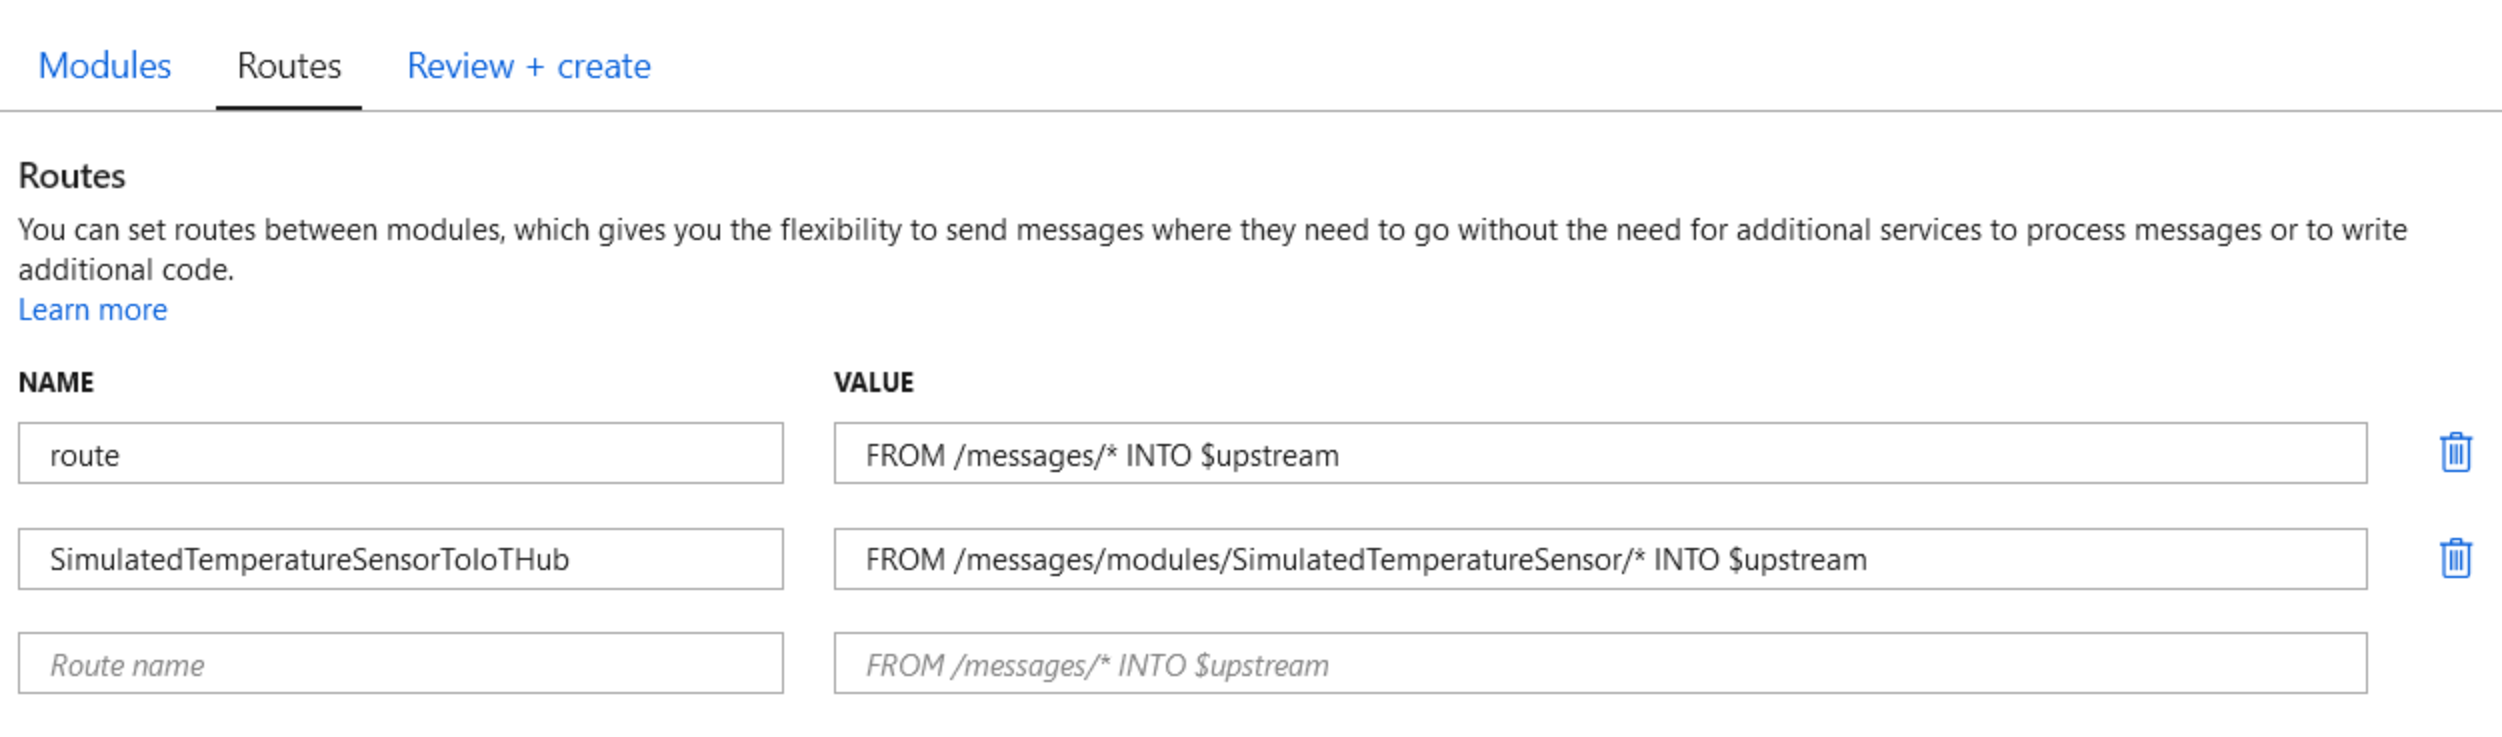 Modules Routes Review + create
Routes
You can set routes between modules, which gives you the flexibility to send messages where they need to go without the need for additional services to process messages or to write
additional code.
Learn more
NAME VALUE
route FROM /messages/* INTO $upstream
SimulatedTemperatureSensorToIoTHub FROM /messages/modules/SimulatedTemperatureSensor/* INTO $upstream
Route name FROM /messages/* INTO $upstream